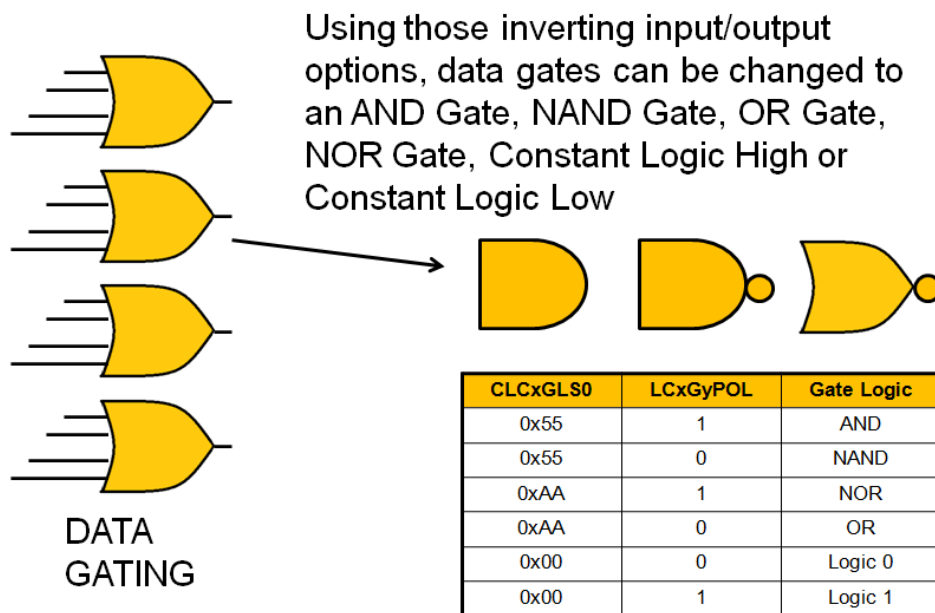 Using those inverting input/output
options, data gates can be changed to
an AND Gate, NAND Gate, OR Gate,
NOR Gate, Constant Logic High or
Constant Logic Low
CLCxGLS0 LCxGyPOL Gate Logic
0x55 1 AND
0x55 0 NAND
0xAA 1 NOR
0xAA 0 OR
0x00 0 Logic 0
0x00 1 Logic 1
DATA
GATING